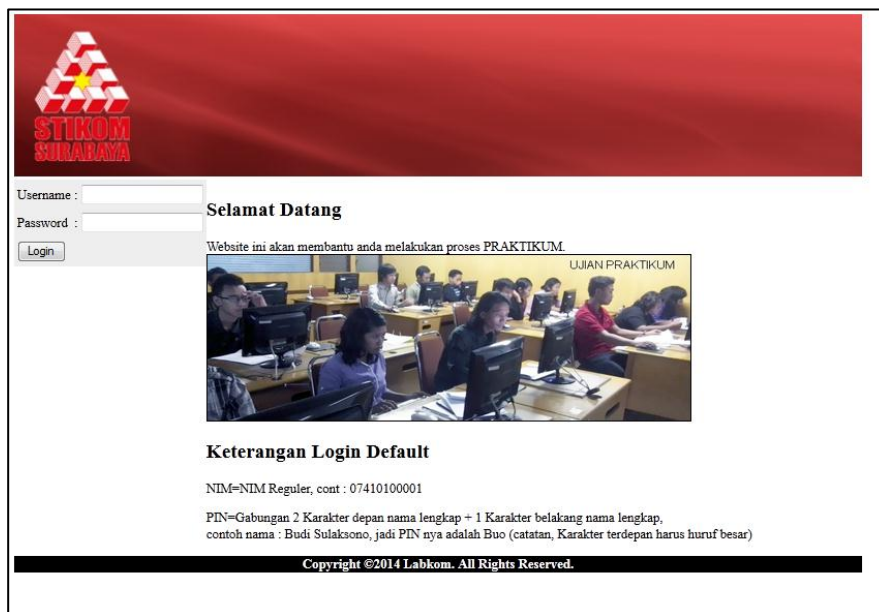 STIKOM
SURABAYA
Username :
Password :
Login
Selamat Datang
Website ini akan membantu anda melakukan proses PRAKTIKUM.
UJIAN PRAKTIKUM
Keterangan Login Default
NIM=NIM Reguler, cont : 07410100001
PIN=Gabungan 2 Karakter depan nama lengkap + 1 Karakter belakang nama lengkap,
contoh nama : Budi Sulaksono, jadi PIN nya adalah Buo (catatan, Karakter terdepan harus huruf besar)
Copyright ©2014 Labkom. All Rights Reserved.